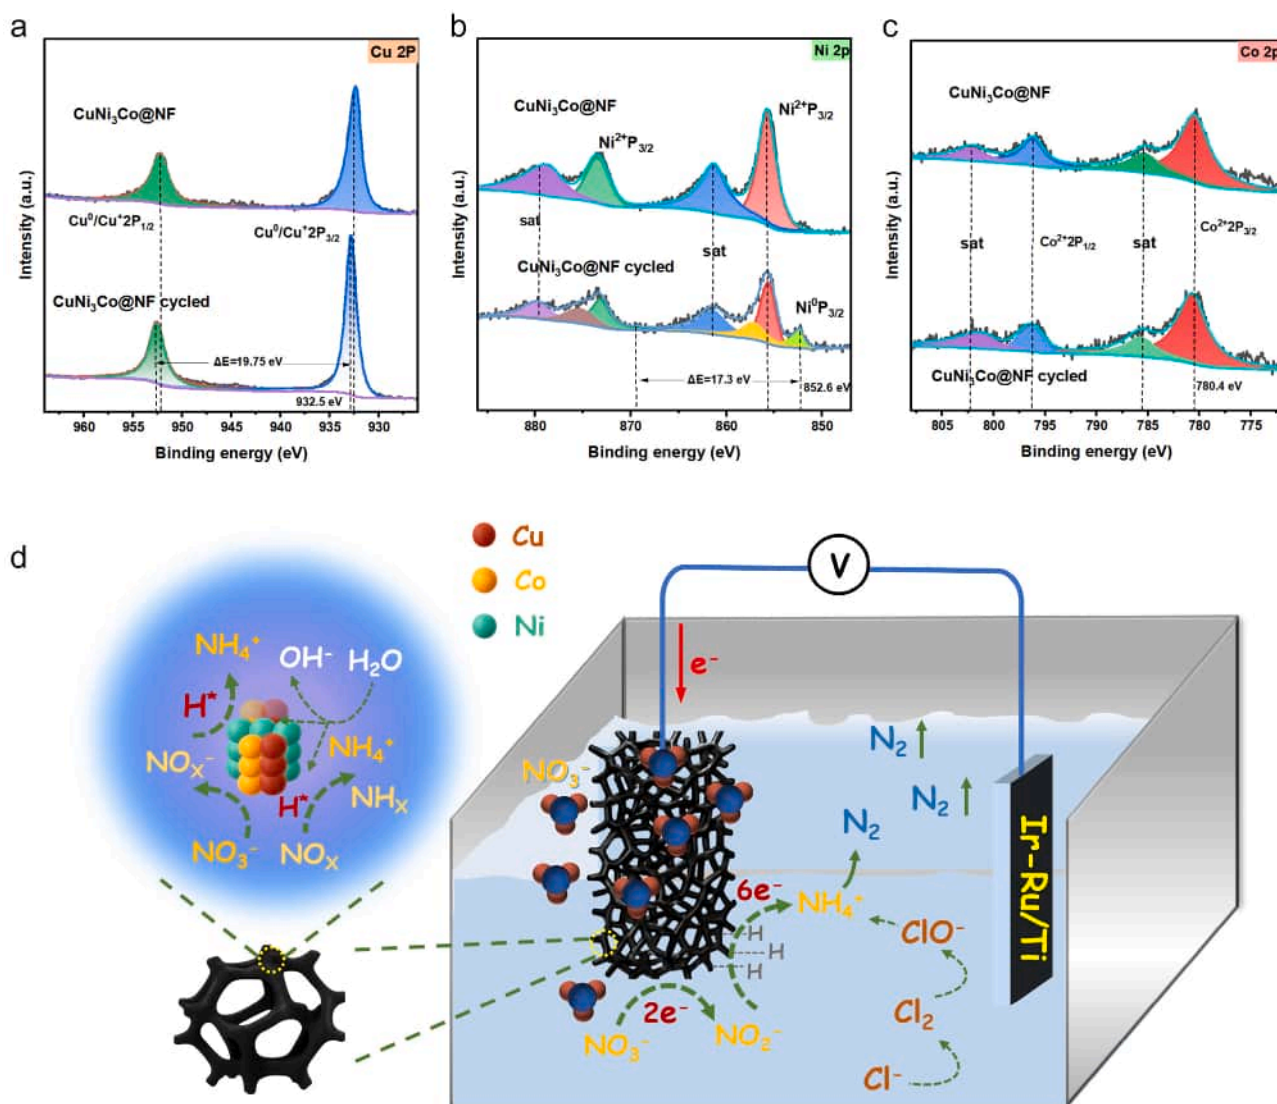 a
Cu 2P
CuNi₃Co@NF
Cu⁰/Cu⁺2P₁/₂
Cu⁰/Cu⁺2P₃/₂
CuNi₃Co@NF cycled
ΔE=19.75 eV
932.5 eV
Intensity (a.u.)
960 955 950 945 940 935 930
Binding energy (eV)
b
Ni 2p
CuNi₃Co@NF
Ni²⁺P₃/₂
Ni²⁺P₃/₂
sat
sat
CuNi₃Co@NF cycled
Ni⁰P₃/₂
ΔE=17.3 eV
852.6 eV
Intensity (a.u.)
880 870 860 850
Binding energy (eV)
c
Co 2p
CuNi₃Co@NF
sat
Co²⁺2P₁/₂
sat
Co²⁺2P₃/₂
CuNi₃Co@NF cycled
780.4 eV
Intensity (a.u.)
805 800 795 790 785 780 775
Binding energy (eV)
d
Cu
Co
Ni
V
e⁻
NH₄⁺
OH⁻
H₂O
H*
NOₓ⁻
NH₄⁺
NHₓ
H*
NO₃⁻
NOₓ
NO₃⁻
N₂
N₂
N₂
Ir-Ru/Ti
6e⁻
NH₄⁺
H
H
H
ClO⁻
2e⁻
NO₃⁻
NO₂⁻
Cl₂
Cl⁻